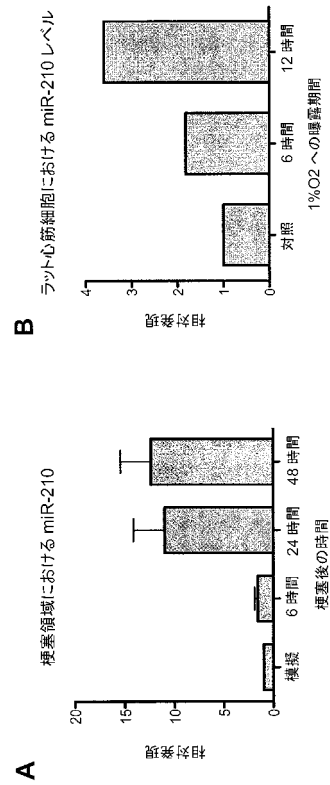 A
梗塞領域における miR-210
相対発現
20
15
10
5
0
模擬
6 時間
24 時間
48 時間
梗塞後の時間
B
ラット心筋細胞における miR-210 レベル
相対発現
4
3
2
1
0
対照
6 時間
12 時間
1%O2 への曝露期間